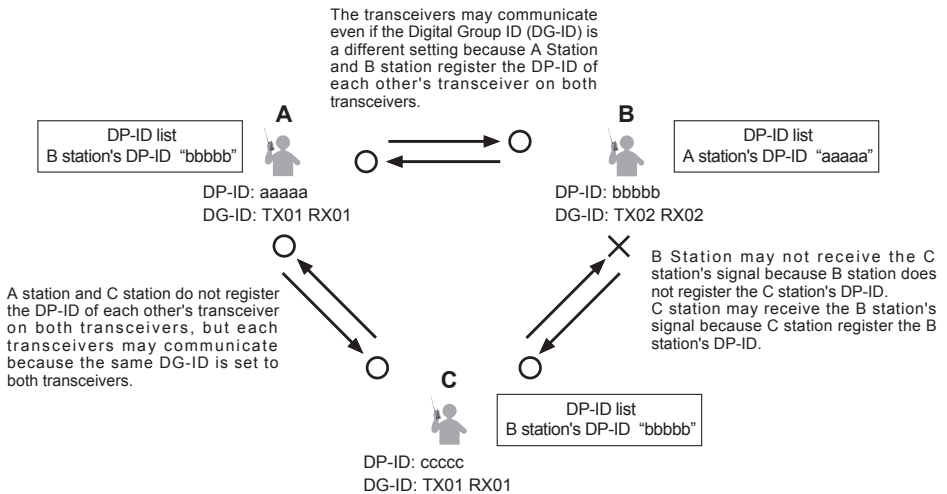 The transceivers may communicate
even if the Digital Group ID (DG-ID) is
a different setting because A Station
and B station register the DP-ID of
each other's transceiver on both
transceivers.
A
B
DP-ID list
B station's DP-ID “bbbbb”
DP-ID list
A station's DP-ID “aaaaa”
DP-ID: aaaaa
DG-ID: TX01 RX01
DP-ID: bbbbb
DG-ID: TX02 RX02
A station and C station do not register
the DP-ID of each other's transceiver
on both transceivers, but each
transceivers may communicate
because the same DG-ID is set to
both transceivers.
B Station may not receive the C
station's signal because B station does
not register the C station's DP-ID.
C station may receive the B station's
signal because C station register the B
station's DP-ID.
C
DP-ID list
B station's DP-ID “bbbbb”
DP-ID: ccccc
DG-ID: TX01 RX01